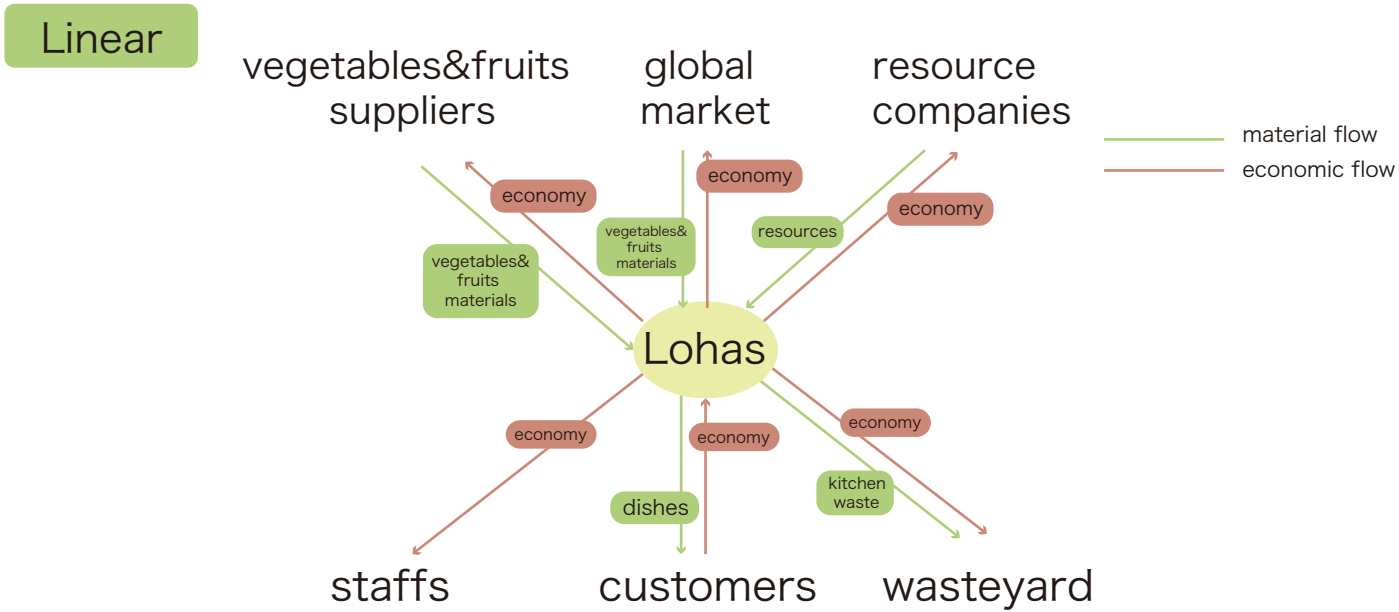 Linear
vegetables&fruits
suppliers
global
market
resource
companies
material flow
economic flow
economy
economy
economy
vegetables&
fruits
materials
resources
vegetables&
fruits
materials
Lohas
economy
economy
economy
kitchen
waste
dishes
staffs
customers
wasteyard